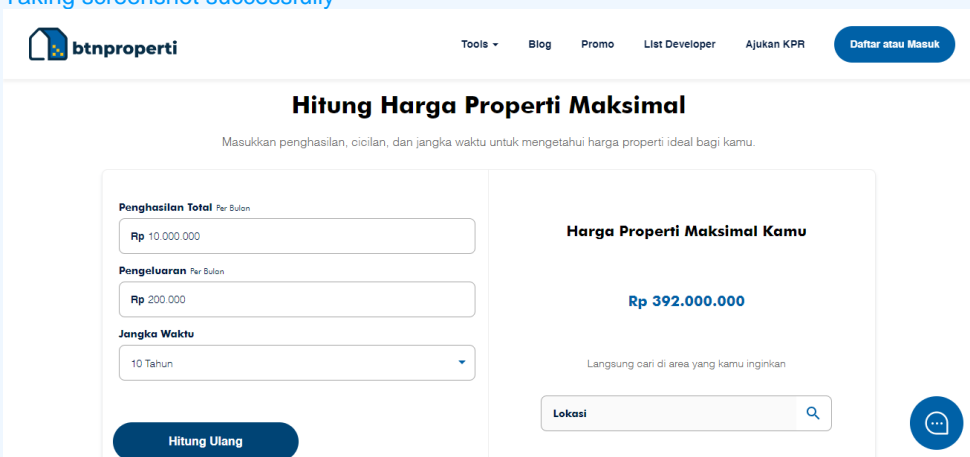 Taking screenshot successfully
btnproperti
Tools Blog Promo List Developer Ajukan KPR Daftar atau Masuk
Hitung Harga Properti Maksimal
Masukkan penghasilan, cicilan, dan jangka waktu untuk mengetahui harga properti ideal bagi kamu.
Penghasilan Total Per Bulan
Rp 10.000.000
Pengeluaran Per Bulan
Rp 200.000
Jangka Waktu
10 Tahun
Hitung Ulang
Harga Properti Maksimal Kamu
Rp 392.000.000
Langsung cari di area yang kamu inginkan
Lokasi